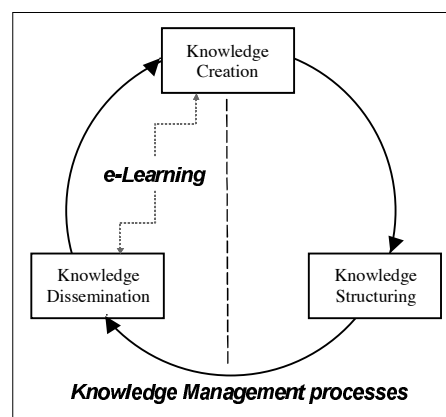 Knowledge
Creation
e-Learning
Knowledge
Dissemination
Knowledge
Structuring
Knowledge Management processes